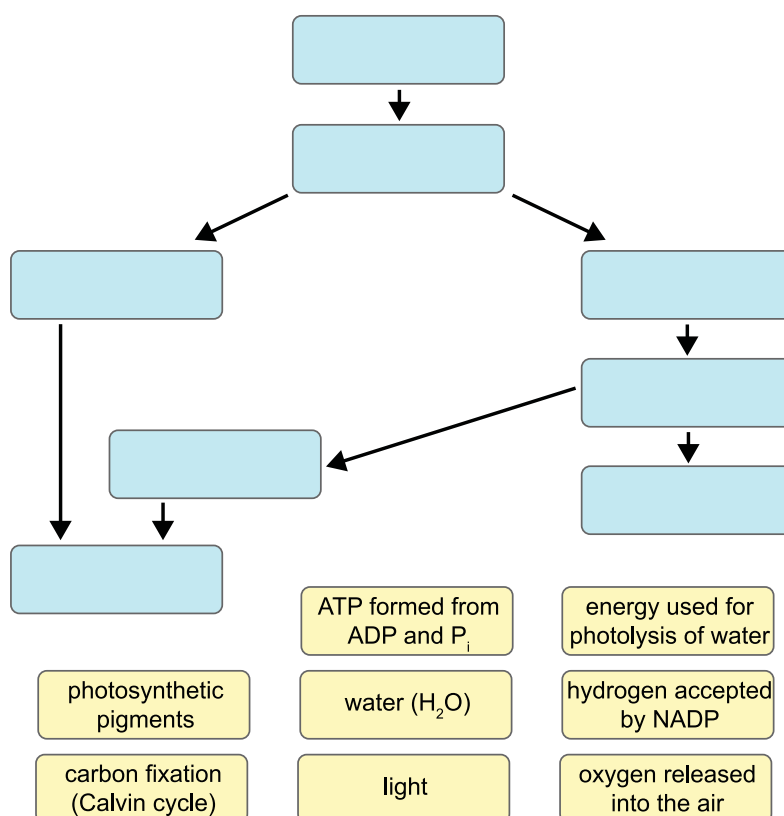 ATP formed from
ADP and Pi
energy used for
photolysis of water
photosynthetic
pigments
water (H2O)
hydrogen accepted
by NADP
carbon fixation
(Calvin cycle)
light
oxygen released
into the air